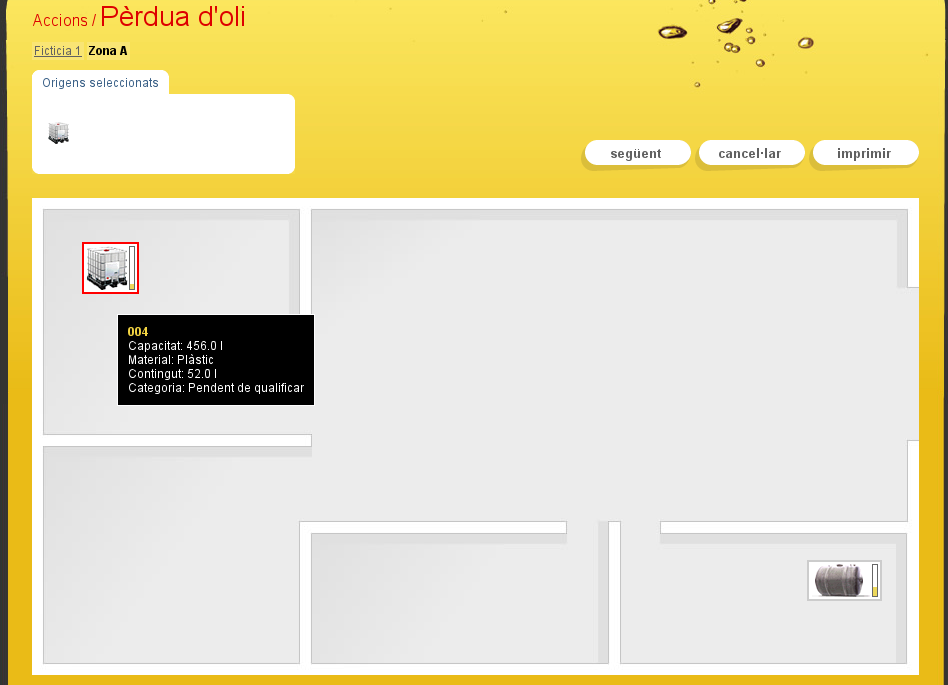 Accions / Pèrdua d'oli
Ficticia 1 Zona A
Origens seleccionats
següent
cancel·lar
imprimir
004
Capacitat: 456.0 l
Material: Plàstic
Contingut: 52.0 l
Categoria: Pendent de qualificar